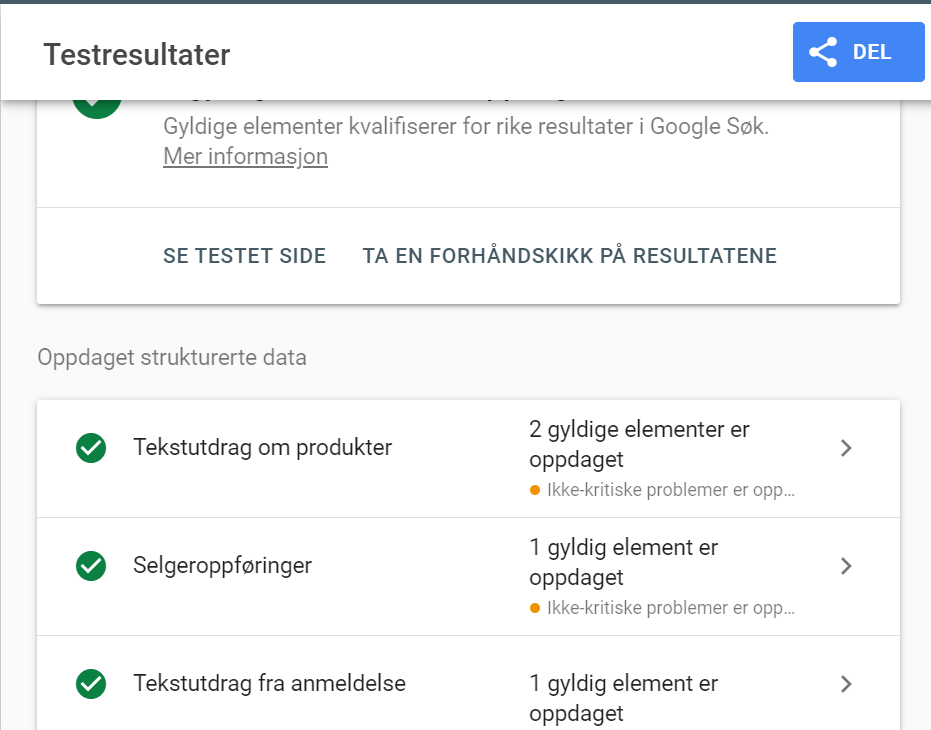 Testresultater
DEL
Gyldige elementer kvalifiserer for rike resultater i Google Søk.
Mer informasjon
SE TESTET SIDE
TA EN FORHÅNDSKIKK PÅ RESULTATENE
Oppdaget strukturerte data
Tekstutdrag om produkter
2 gyldige elementer er
oppdaget
Ikke-kritiske problemer er opp...
Selgeroppføringer
1 gyldig element er
oppdaget
Ikke-kritiske problemer er opp...
Tekstutdrag fra anmeldelse
1 gyldig element er
oppdaget